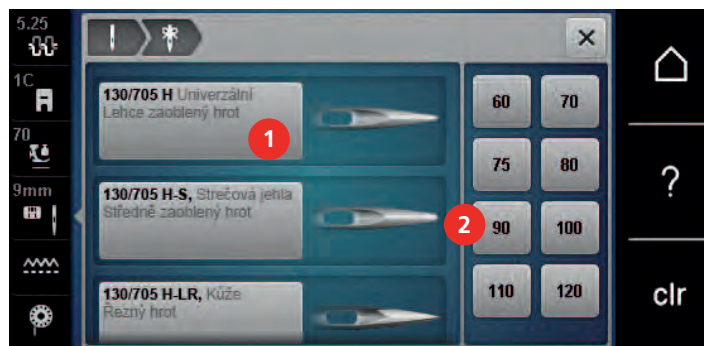 5.25
1C
70
9mm
130/705 H Univerzální
Lehce zaoblený hrot
1
130/705 H-S, Strečová jehla
Středně zaoblený hrot
2
130/705 H-LR, Kůže
Řezný hrot
60 70
75 80
90 100
110 120
?
clr